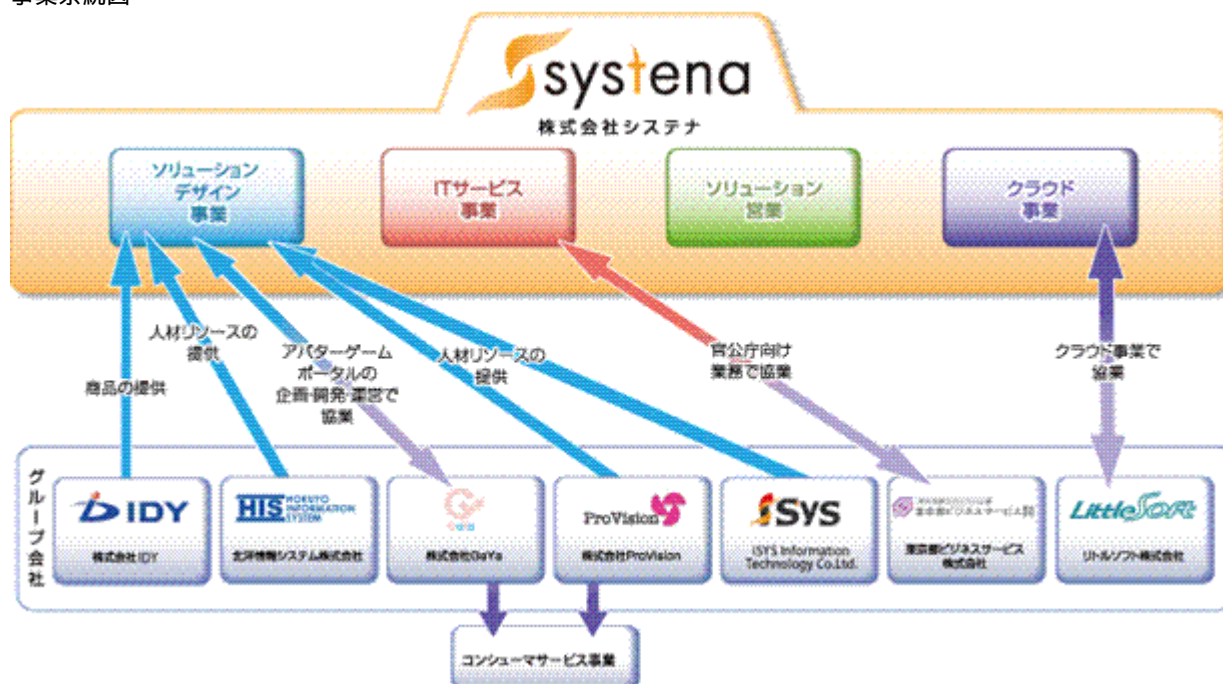 事業系統図
systena
株式会社システナ
ソリューション
デザイン
事業
ITサービス
事業
ソリューション
営業
クラウド
事業
商品の提供
人材リソースの
提供
アバターゲーム
ポータルの
企画・開発・運営で
協業
人材リソースの
提供
官公庁向け
業務で協業
クラウド事業で
協業
グループ会社
IDY
株式会社IDY
HIS HOKUYO
INFORMATION
SYSTEM
北洋情報システム株式会社
株式会社GaYa
ProVision
株式会社ProVision
iSys
ISYS Information
Technology Co.Ltd.
東京都ビジネスサービス
株式会社
LittleSoft
リトルソフト株式会社
コンシューマサービス事業